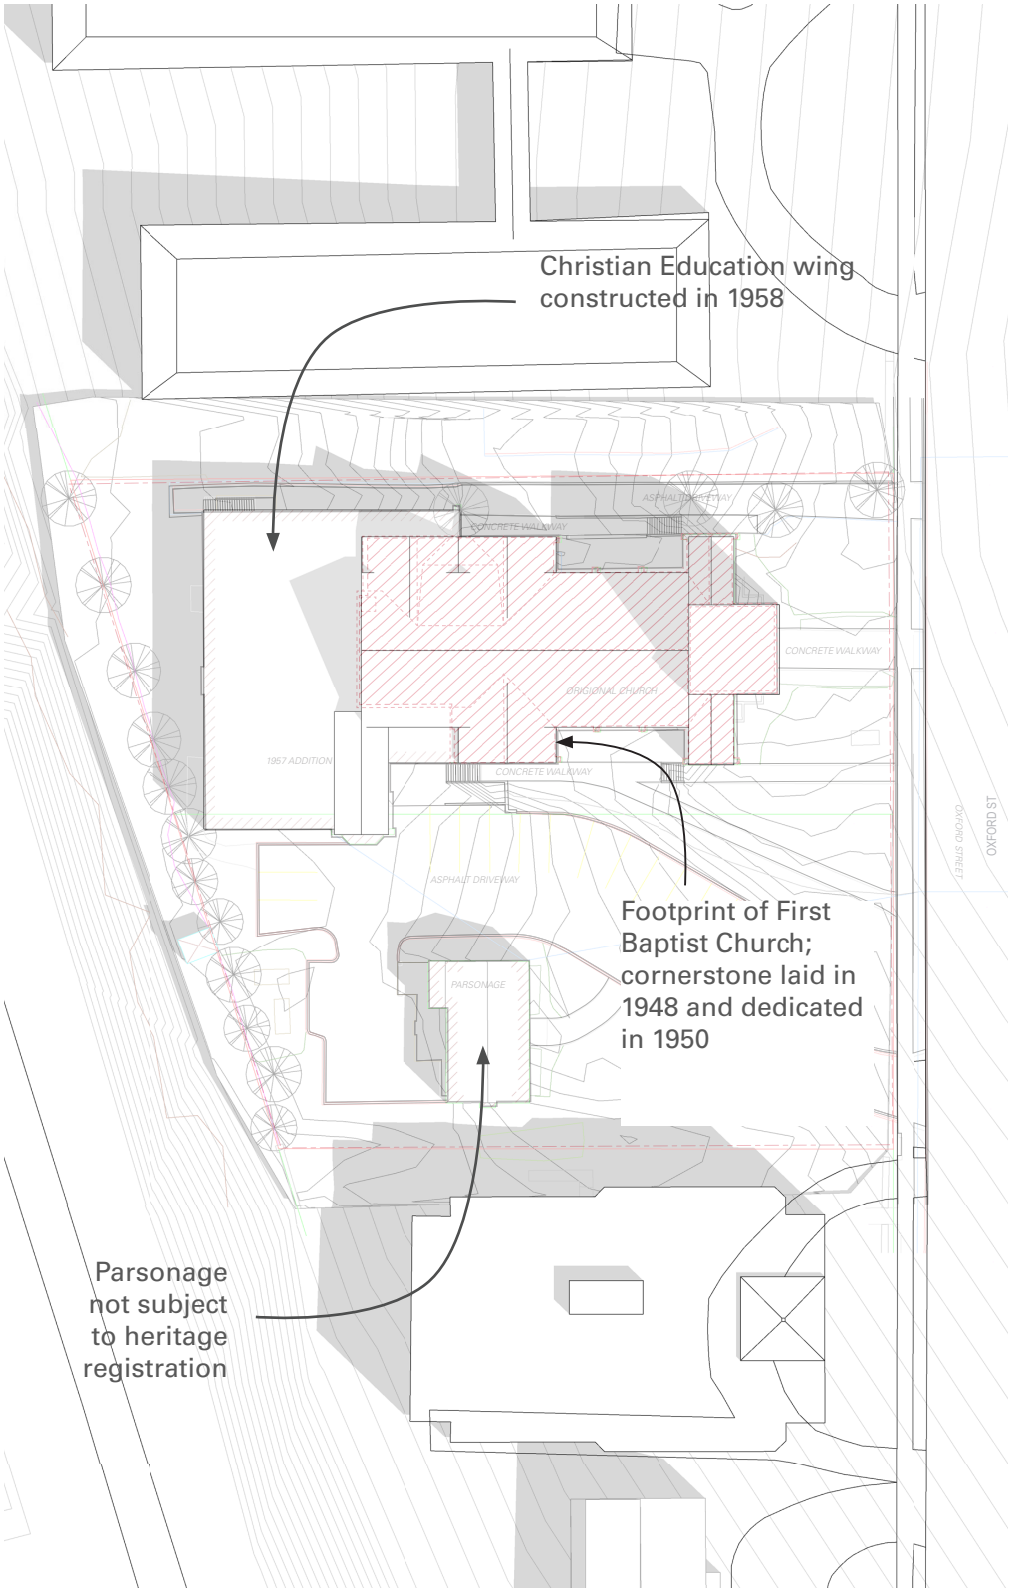 Christian Education wing
constructed in 1958
ASPHALT DRIVEWAY
CONCRETE WALKWAY
CONCRETE WALKWAY
ORIGIONAL CHURCH
1957 ADDITION
CONCRETE WALKWAY
OXFORD STREET
OXFORD ST
ASPHALT DRIVEWAY
Footprint of First
Baptist Church;
cornerstone laid in
1948 and dedicated
in 1950
PARSONAGE
Parsonage
not subject
to heritage
registration